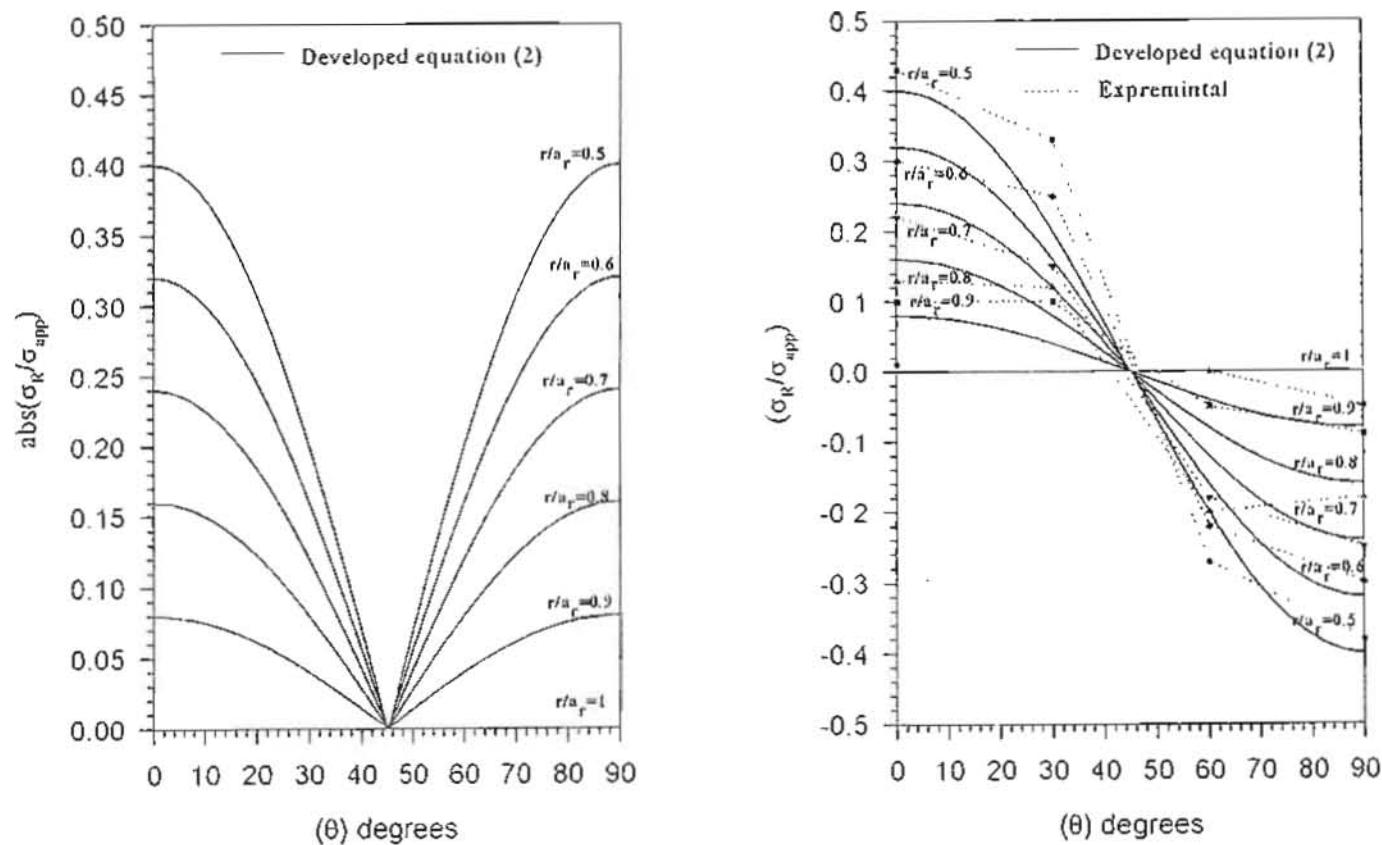 0.50
0.45
0.40
0.35
0.30
0.25
0.20
0.15
0.10
0.05
0.00
abs(σ_R/σ_app)
Developed equation (2)
r/a_r=0.5
r/a_r=0.6
r/a_r=0.7
r/a_r=0.8
r/a_r=0.9
r/a_r=1
0 10 20 30 40 50 60 70 80 90
(θ) degrees
0.5
0.4
0.3
0.2
0.1
0.0
-0.1
-0.2
-0.3
-0.4
-0.5
(σ_R/σ_app)
Developed equation (2)
Expremintal
r/a_r=0.5
r/a_r=0.6
r/a_r=0.7
r/a_r=0.8
r/a_r=0.9
r/a_r=1
r/a_r=0.9
r/a_r=0.8
r/a_r=0.7
r/a_r=0.6
r/a_r=0.5
0 10 20 30 40 50 60 70 80 90
(θ) degrees